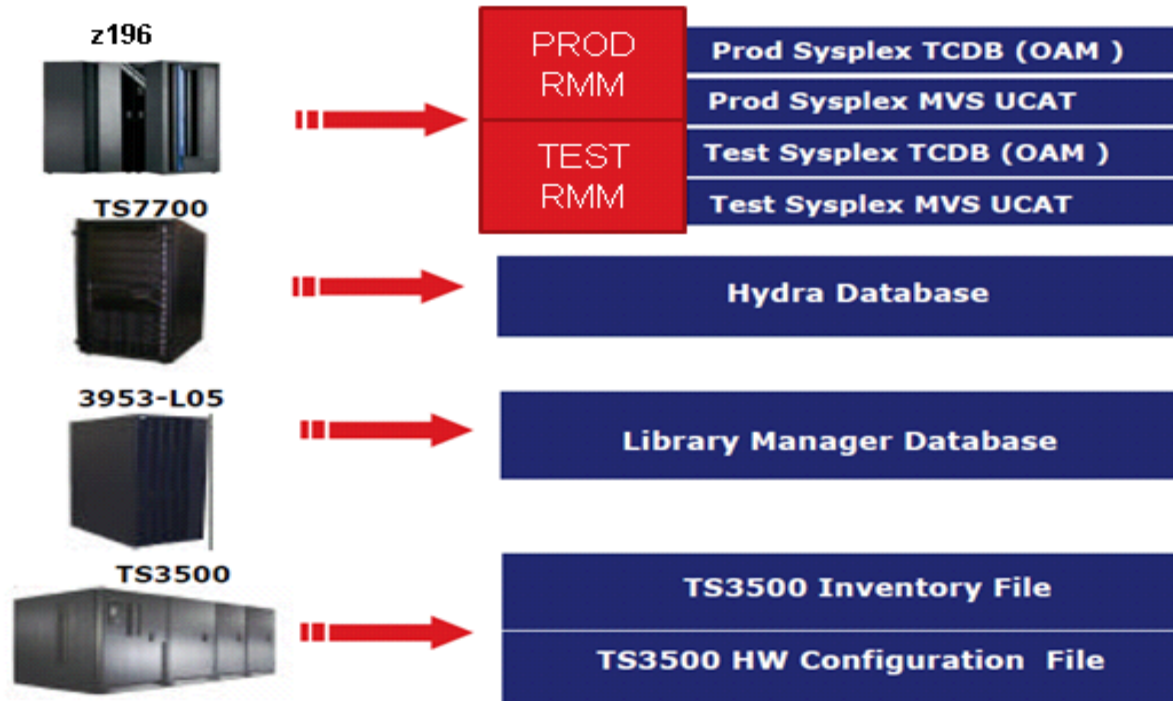 z196
PROD
RMM
Prod Sysplex TCDB (OAM )
Prod Sysplex MVS UCAT
TEST
RMM
Test Sysplex TCDB (OAM )
Test Sysplex MVS UCAT
TS7700
Hydra Database
3953-L05
Library Manager Database
TS3500
TS3500 Inventory File
TS3500 HW Configuration File